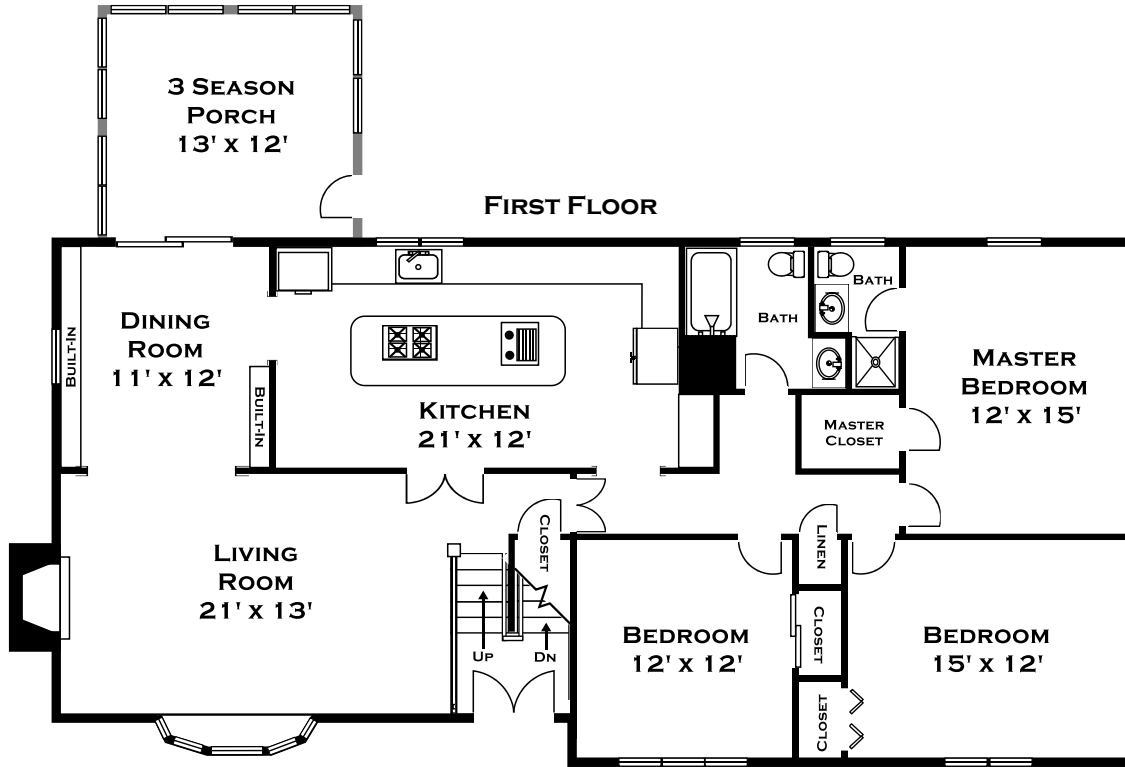 3 Season
Porch
13' x 12'
First Floor
Built-In
Dining
Room
11' x 12'
Built-In
Kitchen
21' x 12'
Bath
Bath
Master
Bedroom
12' x 15'
Master
Closet
Living
Room
21' x 13'
Closet
Up
Dn
Linen
Bedroom
12' x 12'
Closet
Closet
Bedroom
15' x 12'